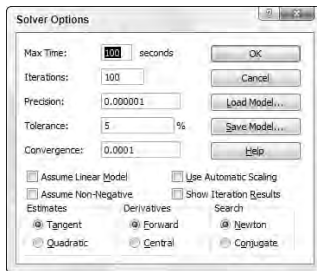 Solver Options
Max Time: 100 seconds OK
Iterations: 100 Cancel
Precision: 0.000001 Load Model...
Tolerance: 5 % Save Model...
Convergence: 0.0001 Help
Assume Linear Model Use Automatic Scaling
Assume Non-Negative Show Iteration Results
Estimates Derivatives Search
Tangent Forward Newton
Quadratic Central Conjugate